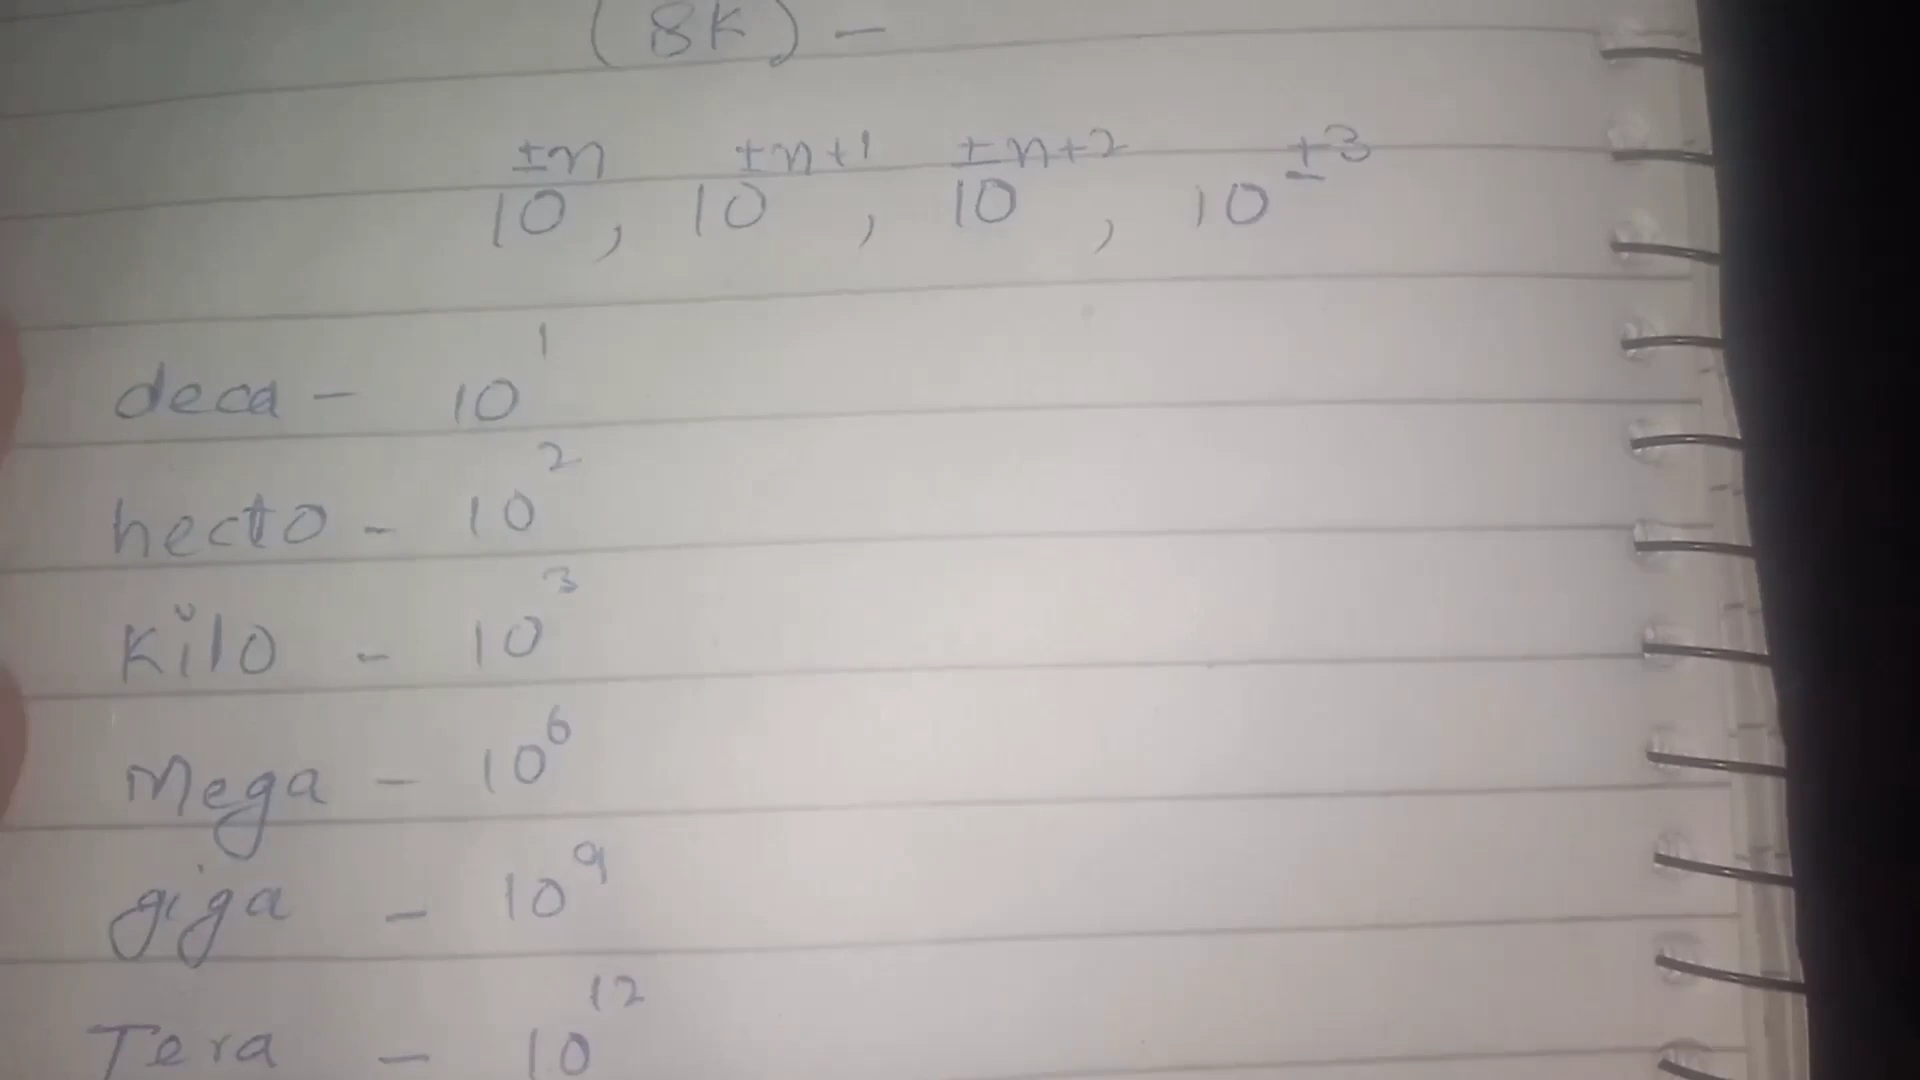 (8K) -
10^±n, 10^±n+1, 10^±n+2, 10^±3
deca - 10^1
hecto - 10^2
Kilo - 10^3
Mega - 10^6
giga - 10^9
Tera - 10^12